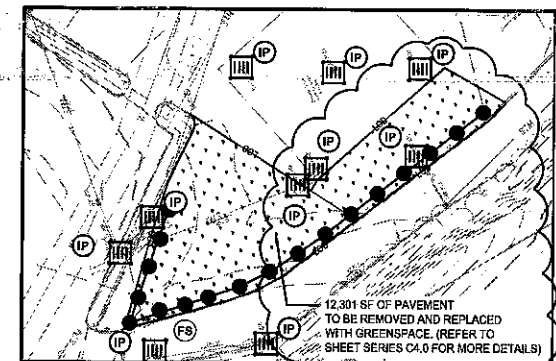 IP
IP
IP
IP
IP
IP
IP
IP
12,301 SF OF PAVEMENT
TO BE REMOVED AND REPLACED
WITH GREENSPACE. (REFER TO
SHEET SERIES C4.0 FOR MORE DETAILS)
FS
IP
IP